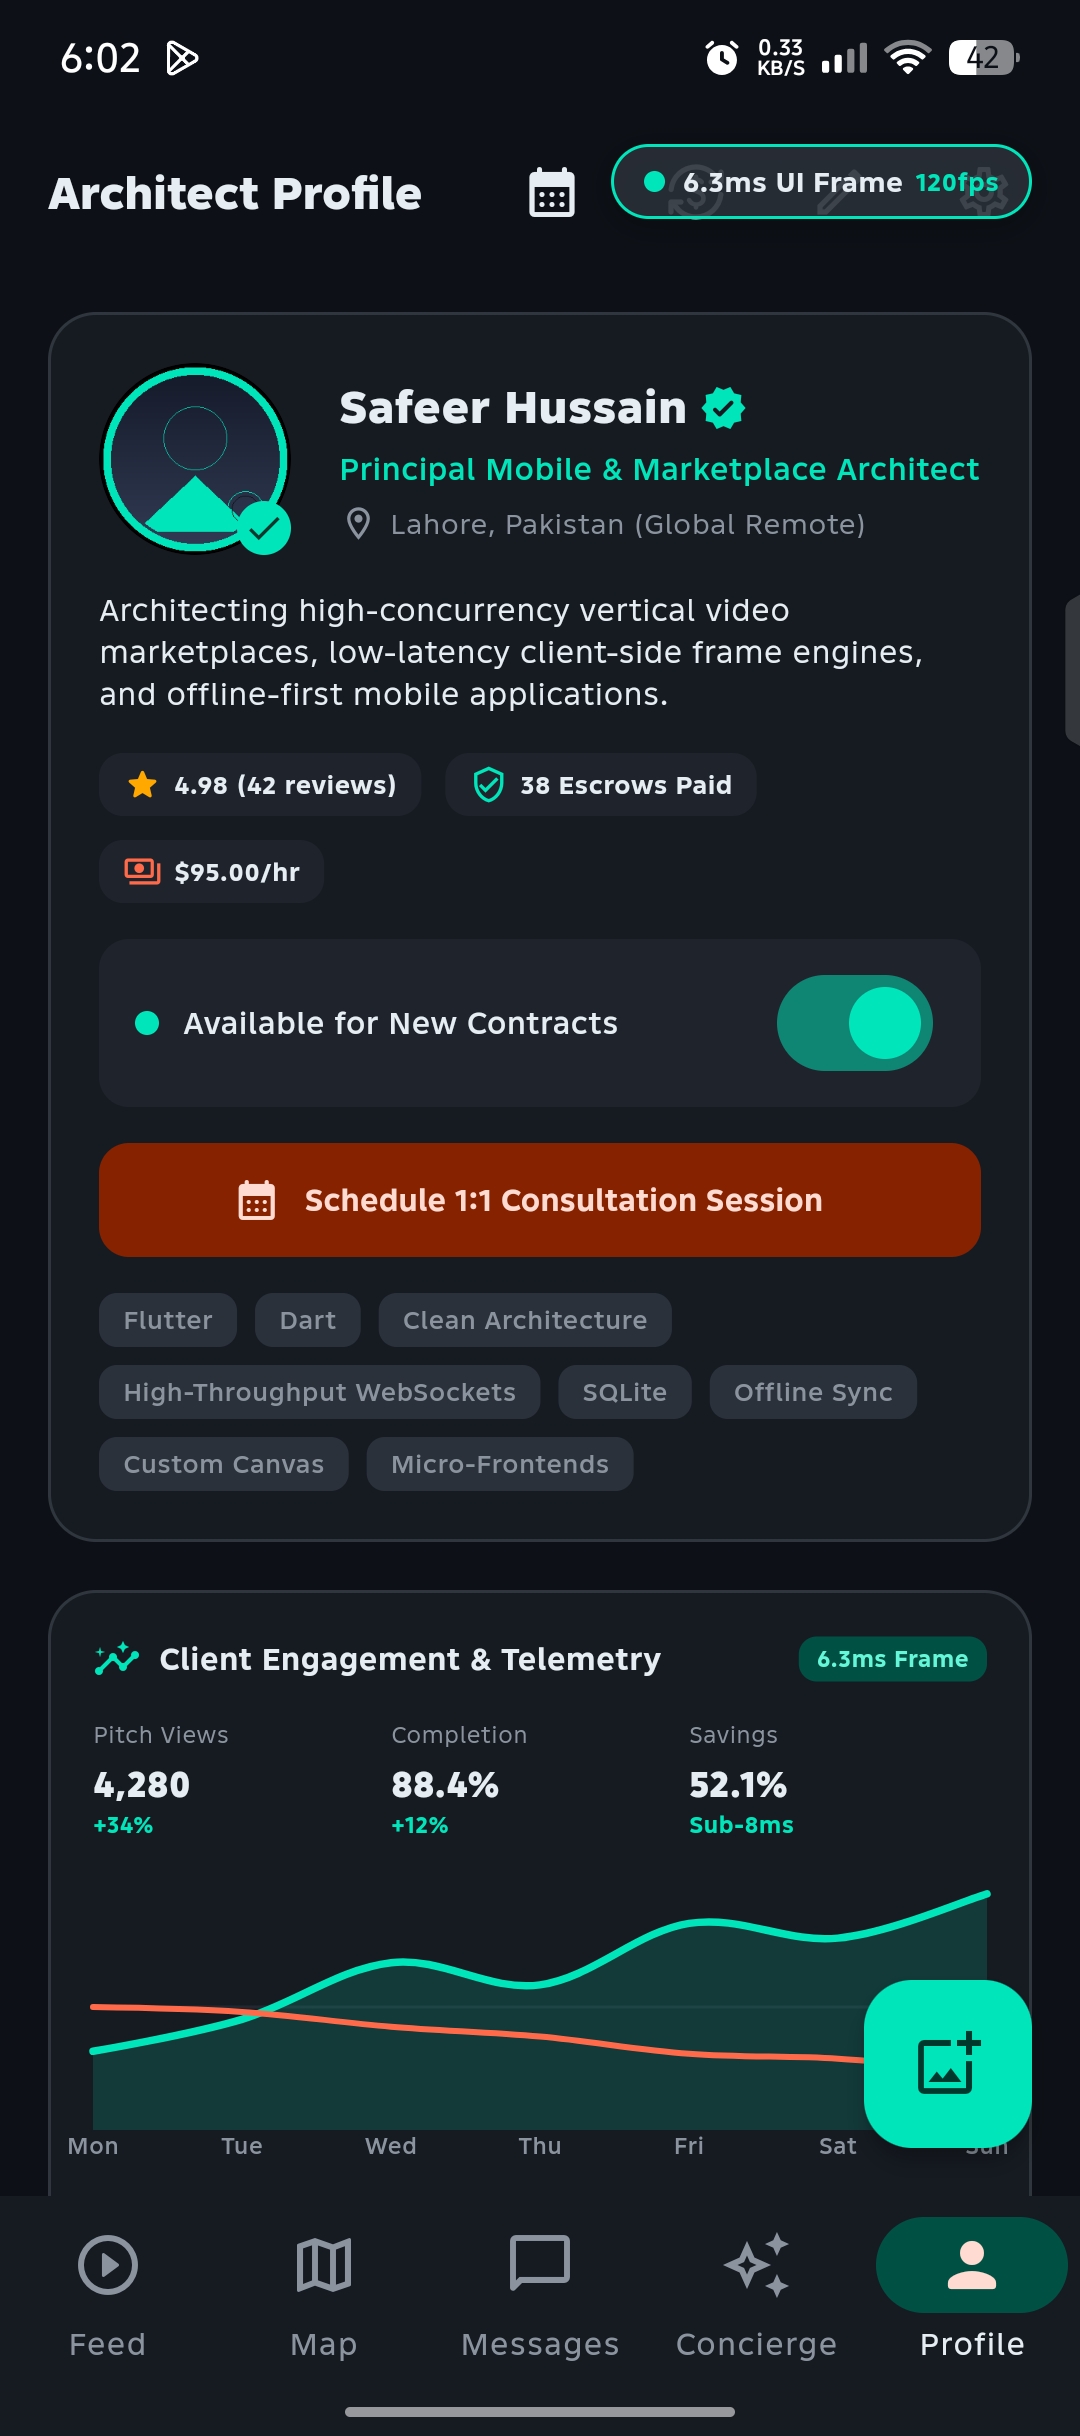 6:02
0.33
KB/S
42
Architect Profile
6.3ms UI Frame 120fps
Safeer Hussain
Principal Mobile & Marketplace Architect
Lahore, Pakistan (Global Remote)
Architecting high-concurrency vertical video
marketplaces, low-latency client-side frame engines,
and offline-first mobile applications.
4.98 (42 reviews)
38 Escrows Paid
$95.00/hr
Available for New Contracts
Schedule 1:1 Consultation Session
Flutter
Dart
Clean Architecture
High-Throughput WebSockets
SQLite
Offline Sync
Custom Canvas
Micro-Frontends
Client Engagement & Telemetry
6.3ms Frame
Pitch Views
Completion
Savings
4,280
88.4%
52.1%
+34%
+12%
Sub-8ms
Mon
Tue
Wed
Thu
Fri
Sat
Sun
Feed
Map
Messages
Concierge
Profile